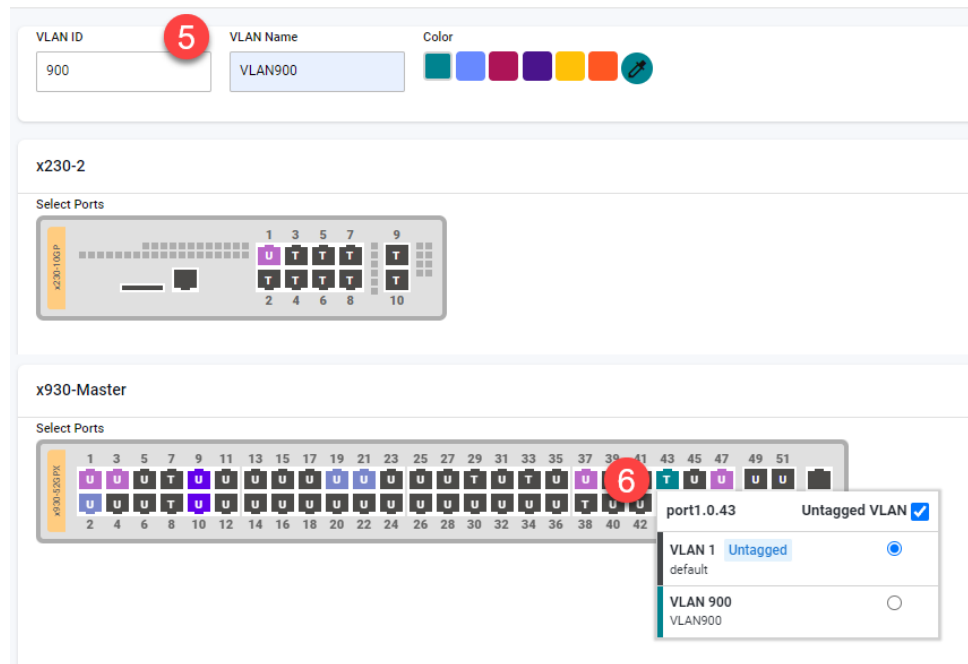 VLAN ID 5 VLAN Name Color
900 VLAN900
x230-2
Select Ports
1 3 5 7 9
x230-10GP
U T T T T
T T T T T
2 4 6 8 10
x930-Master
Select Ports
1 3 5 7 9 11 13 15 17 19 21 23 25 27 29 31 33 35 37 39 41 43 45 47 49 51
x930-52GPX
U U U T U U U U U U U U U U T U T U U 6 T U U U U
U U U T U U U U U U U U U U U U U U T U U
2 4 6 8 10 12 14 16 18 20 22 24 26 28 30 32 34 36 38 40 42
port1.0.43 Untagged VLAN
VLAN 1 Untagged
default
VLAN 900
VLAN900